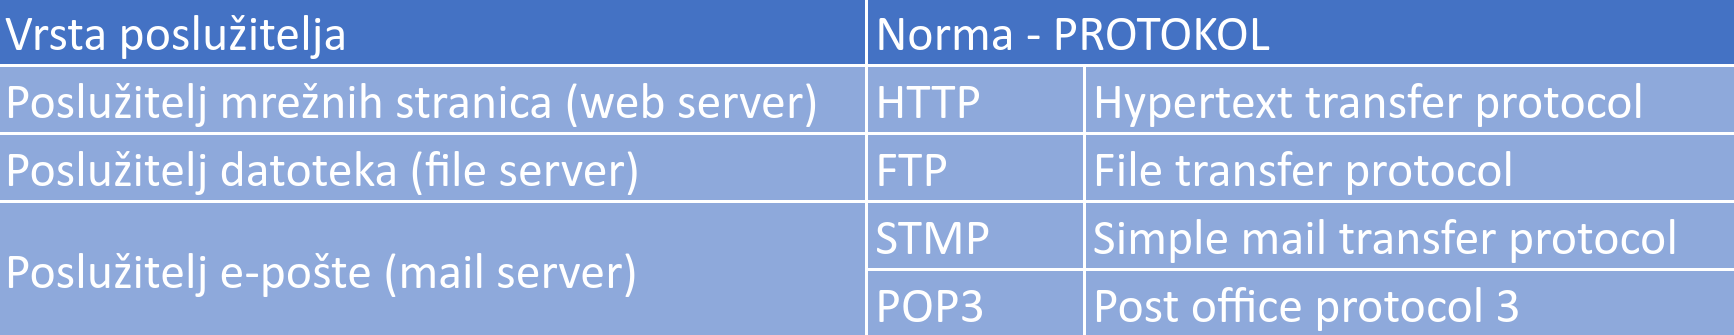 Vrsta poslužitelja Norma - PROTOKOL
Poslužitelj mrežnih stranica (web server) HTTP Hypertext transfer protocol
Poslužitelj datoteka (file server) FTP File transfer protocol
Poslužitelj e-pošte (mail server) STMP Simple mail transfer protocol
POP3 Post office protocol 3